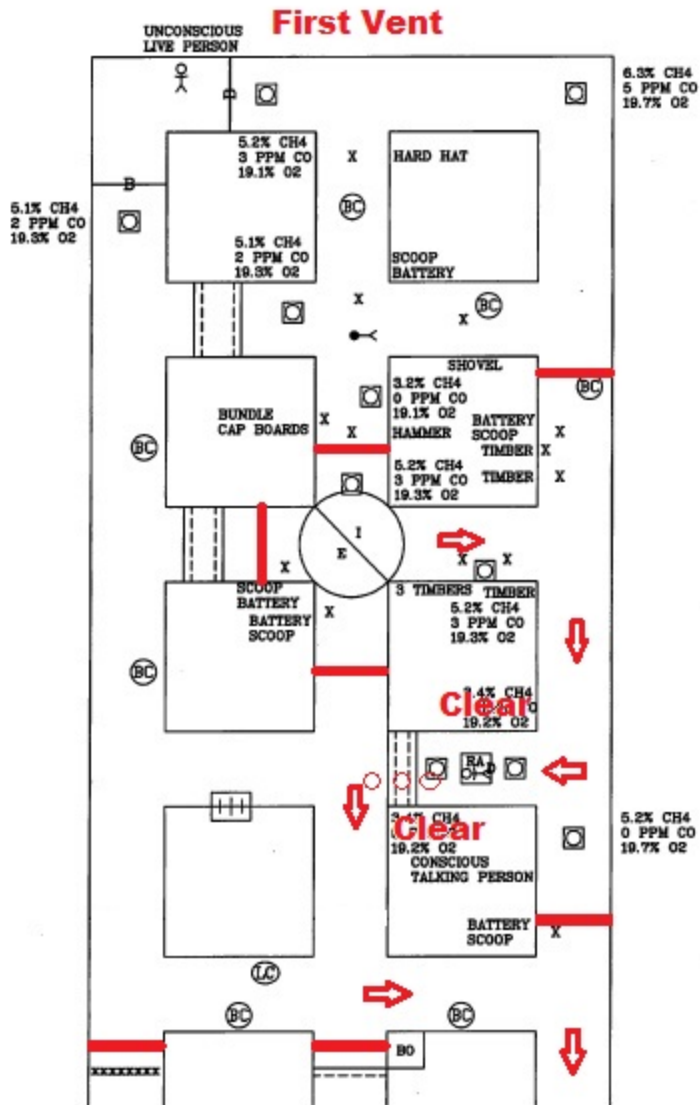 First Vent
UNCONSCIOUS
LIVE PERSON
6.3% CH4
5 PPM CO
19.7% O2
D
5.2% CH4
3 PPM CO
19.1% O2
X
HARD HAT
B
BC
5.1% CH4
2 PPM CO
19.3% O2
5.1% CH4
2 PPM CO
19.3% O2
SCOOP
BATTERY
X
BC
X
SHOVEL
BC
3.2% CH4
0 PPM CO
19.1% O2
BUNDLE
CAP BOARDS
X
X
HAMMER
BATTERY
SCOOP
X
TIMBER
X
BC
5.2% CH4
3 PPM CO
19.3% O2
TIMBER
X
I
E
X
X
X
SCOOP
BATTERY
BATTERY
SCOOP
X
3 TIMBERS
TIMBER
5.2% CH4
3 PPM CO
19.3% O2
BC
Clear
19.2% O2
RA
Clear
19.2% O2
5.2% CH4
0 PPM CO
19.7% O2
CONSCIOUS
TALKING PERSON
BATTERY
SCOOP
X
LC
BC
BC
BO
XXXXXXXX